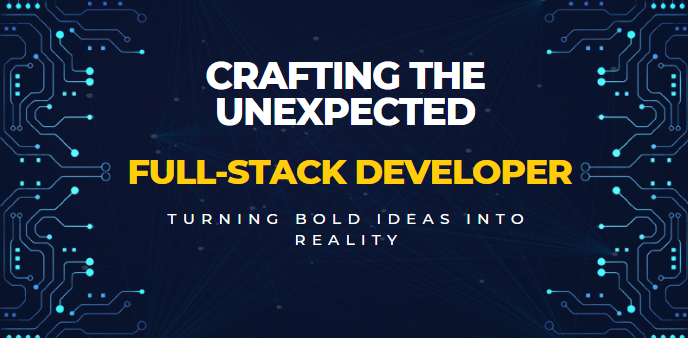 CRAFTING THE
UNEXPECTED
FULL-STACK DEVELOPER
TURNING BOLD IDEAS INTO
REALITY